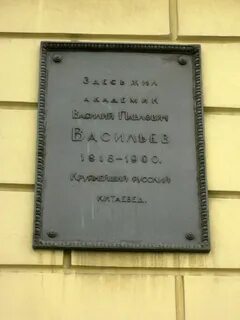 Здесь жил
академик
Василий Павлович
Васильев
1818–1900.
Крупнейший русский
китаевед.